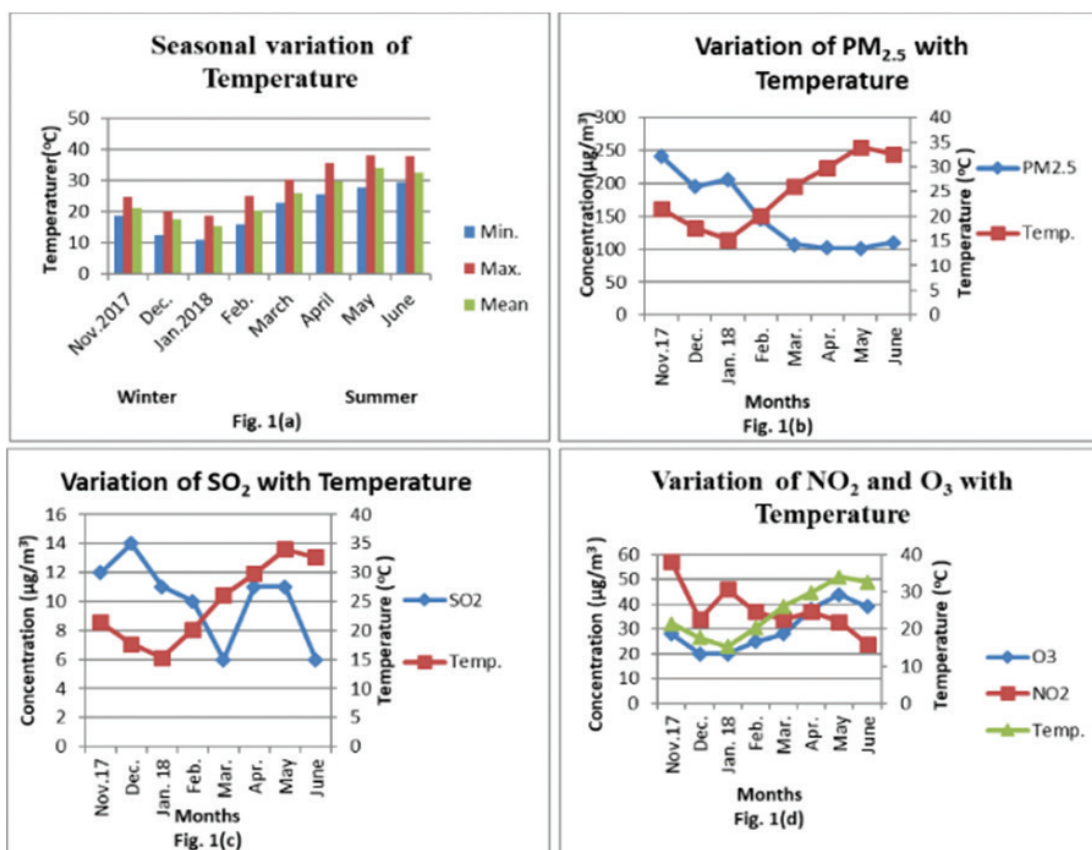 Seasonal variation of
Temperature
Temperaturer(°C)
50
40
30
20
10
0
Nov.2017
Dec.
Jan.2018
Feb.
March
April
May
June
Min.
Max.
Mean
Winter
Summer
Fig. 1(a)
Variation of PM2.5 with
Temperature
Concentration(µg/m³)
300
250
200
150
100
50
0
40
35
30
25
20
15
10
5
0
Temperature (°C)
PM2.5
Temp.
Nov.17
Dec.
Jan. 18
Feb.
Mar.
Apr.
May
June
Months
Fig. 1(b)
Variation of SO2 with Temperature
Concentration (µg/m³)
16
14
12
10
8
6
4
2
0
40
35
30
25
20
15
10
5
0
Temperature (°C)
SO2
Temp.
Nov.17
Dec.
Jan. 18
Feb.
Mar.
Apr.
May
June
Months
Fig. 1(c)
Variation of NO2 and O3 with
Temperature
Concentration (µg/m³)
60
50
40
30
20
10
0
40
30
20
10
0
Temperature (°C)
O3
NO2
Temp.
Nov.17
Dec.
Jan. 18
Feb.
Mar.
Apr.
May
June
Months
Fig. 1(d)